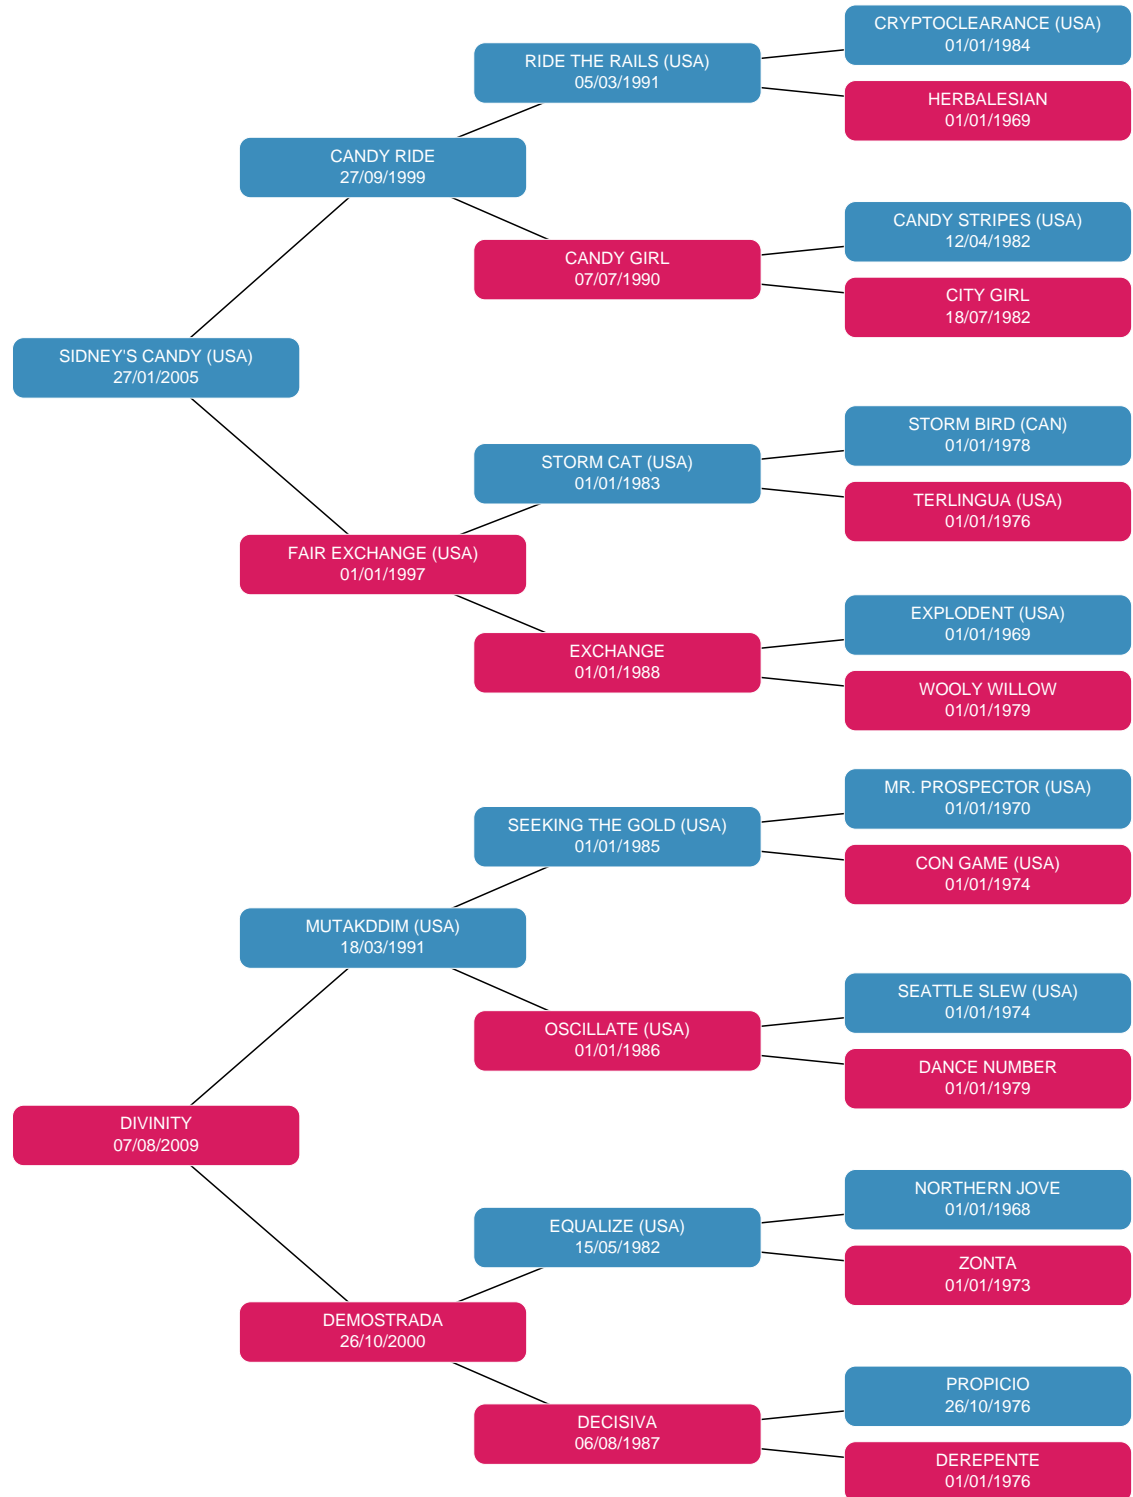 CRYPTOCLEARANCE (USA)
01/01/1984
RIDE THE RAILS (USA)
05/03/1991
HERBALESIAN
01/01/1969
CANDY RIDE
27/09/1999
CANDY STRIPES (USA)
12/04/1982
CANDY GIRL
07/07/1990
CITY GIRL
18/07/1982
SIDNEY'S CANDY (USA)
27/01/2005
STORM BIRD (CAN)
01/01/1978
STORM CAT (USA)
01/01/1983
TERLINGUA (USA)
01/01/1976
FAIR EXCHANGE (USA)
01/01/1997
EXPLODENT (USA)
01/01/1969
EXCHANGE
01/01/1988
WOOLY WILLOW
01/01/1979
MR. PROSPECTOR (USA)
01/01/1970
SEEKING THE GOLD (USA)
01/01/1985
CON GAME (USA)
01/01/1974
MUTAKDDIM (USA)
18/03/1991
SEATTLE SLEW (USA)
01/01/1974
OSCILLATE (USA)
01/01/1986
DANCE NUMBER
01/01/1979
DIVINITY
07/08/2009
NORTHERN JOVE
01/01/1968
EQUALIZE (USA)
15/05/1982
ZONTA
01/01/1973
DEMOSTRADA
26/10/2000
PROPICIO
26/10/1976
DECISIVA
06/08/1987
DEREPENTE
01/01/1976